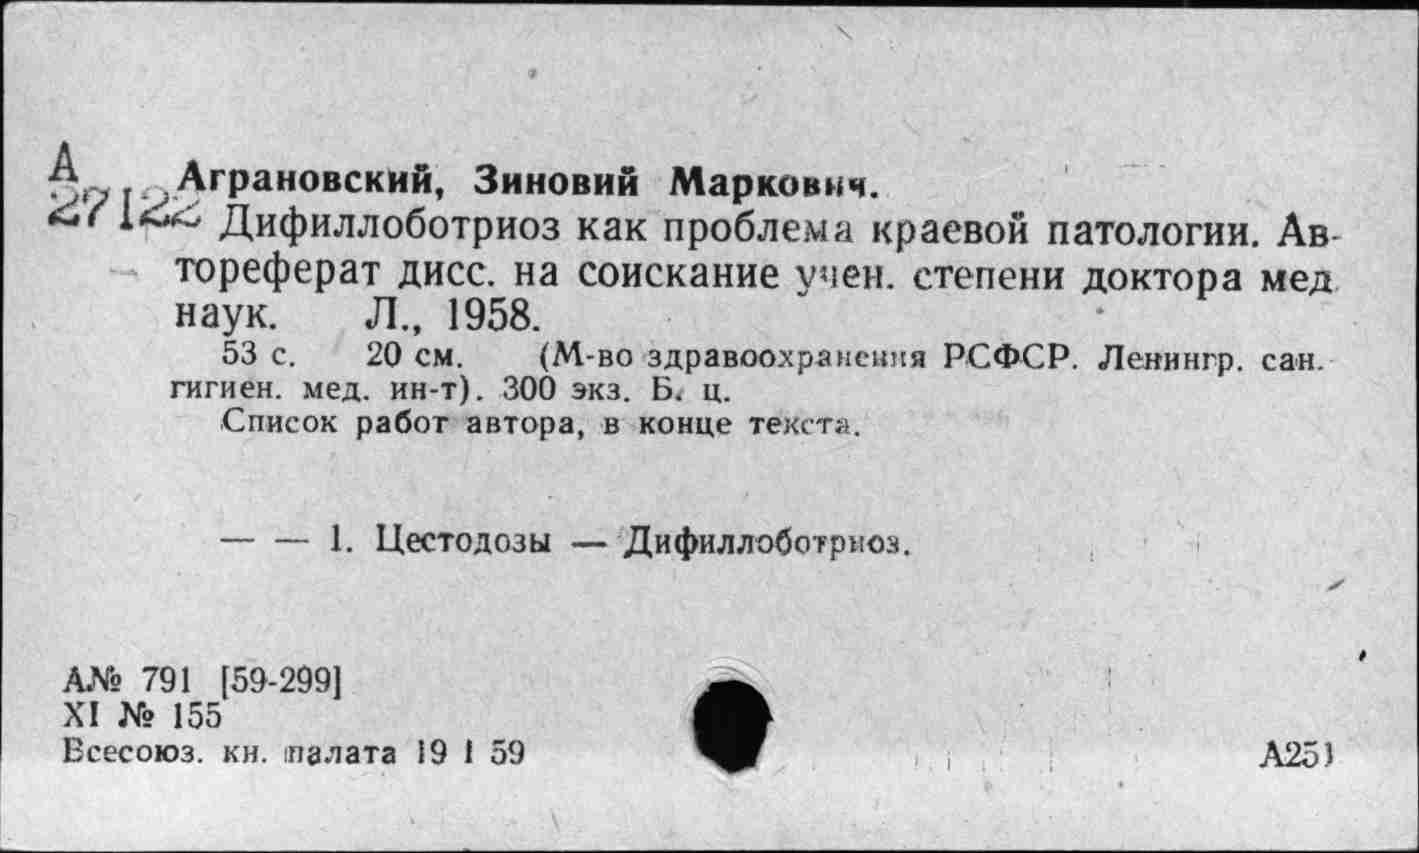 А
27122
Аграновский, Зиновий Маркович.
Дифиллоботриоз как проблема краевой патологии. Ав-
тореферат дисс. на соискание учен. степени доктора мед
наук. Л., 1958.
53 с. 20 см. (М-во здравоохранения РСФСР. Ленингр. сан.
гигиен. мед. ин-т). 300 экз. Б. ц.
Список работ автора, в конце текста.
— — 1. Цестодозы — Дифиллоботриоз.
А№ 791 [59-299]
XI № 155
Всесоюз. кн. палата 19 I 59
А251